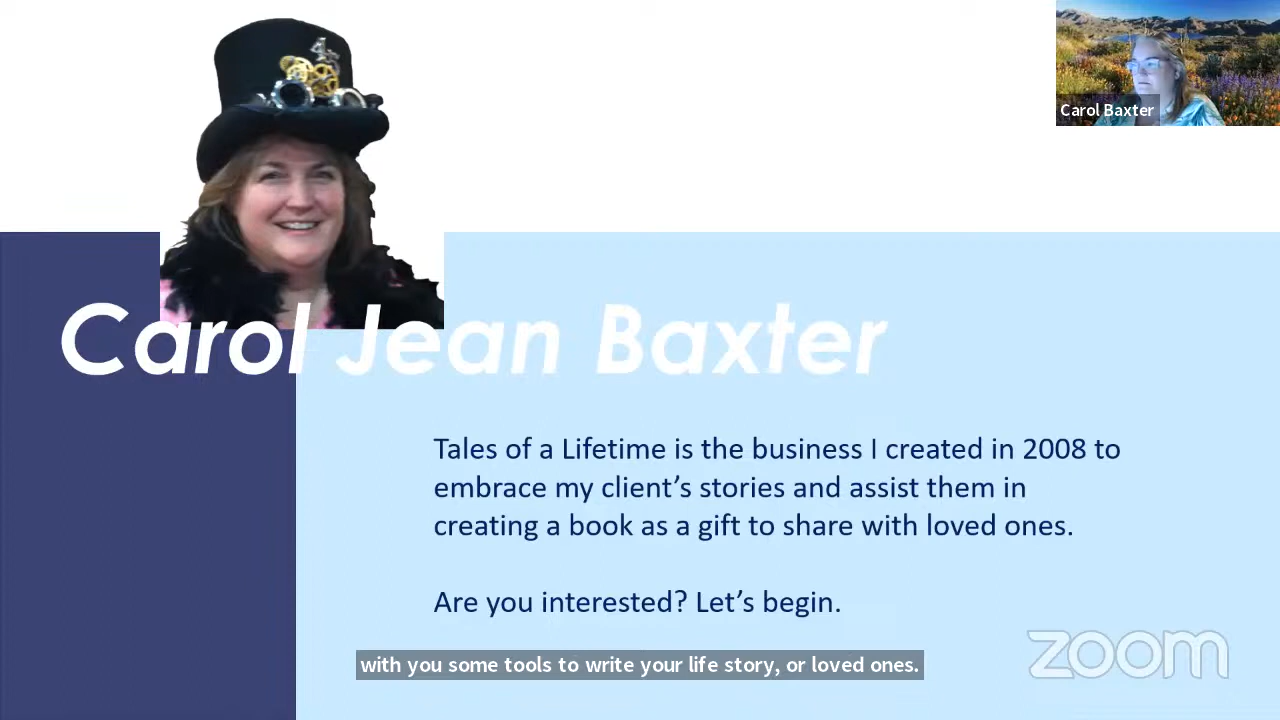 Carol Baxter
Carol Jean Baxter
Tales of a Lifetime is the business I created in 2008 to
embrace my client's stories and assist them in
creating a book as a gift to share with loved ones.
Are you interested? Let's begin.
with you some tools to write your life story, or loved ones.
zoom